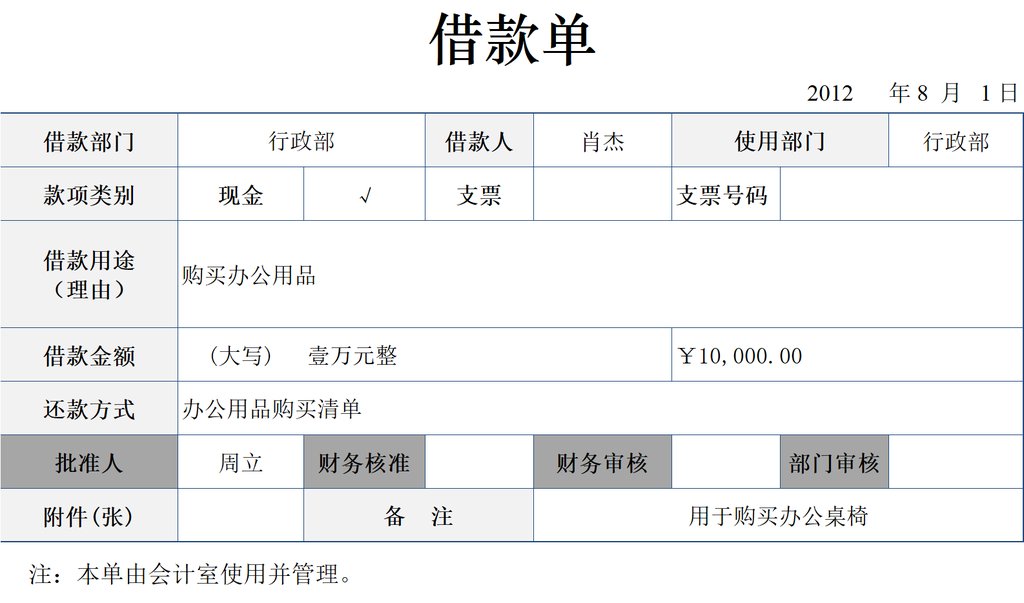 借款单
2012 年 8 月 1 日
借款部门 行政部 借款人 肖杰 使用部门 行政部
款项类别 现金 √ 支票 支票号码
借款用途
（理由）
购买办公用品
借款金额 (大写) 壹万元整 ￥10,000.00
还款方式 办公用品购买清单
批准人 周立 财务核准 财务审核 部门审核
附件(张) 备 注 用于购买办公桌椅
注：本单由会计室使用并管理。